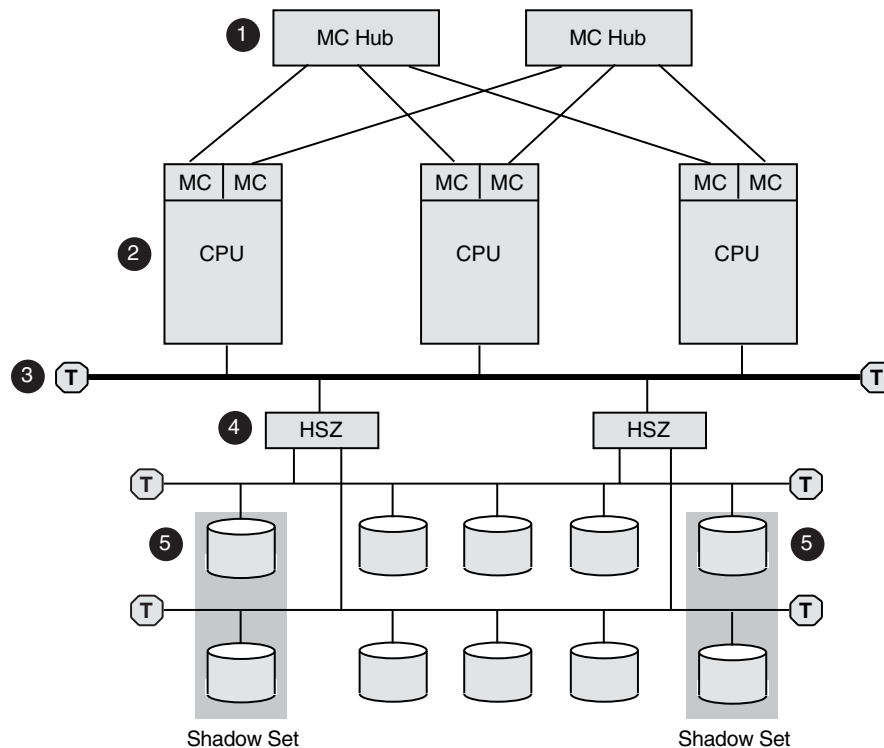 1 MC Hub MC Hub
MC MC MC MC MC MC
2 CPU CPU CPU
3 T T
4 HSZ HSZ
T T
5 5
T T
Shadow Set Shadow Set